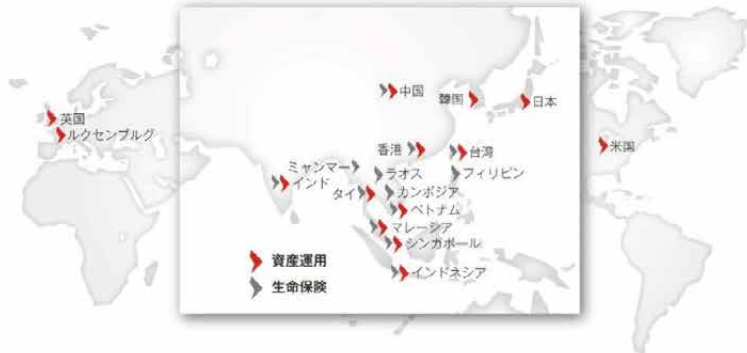 英国
ルクセンブルグ
中国
韓国
日本
香港
台湾
米国
ミャンマー
ラオス
フィリピン
インド
タイ
カンボジア
ベトナム
マレーシア
シンガポール
インドネシア
資産運用
生命保険